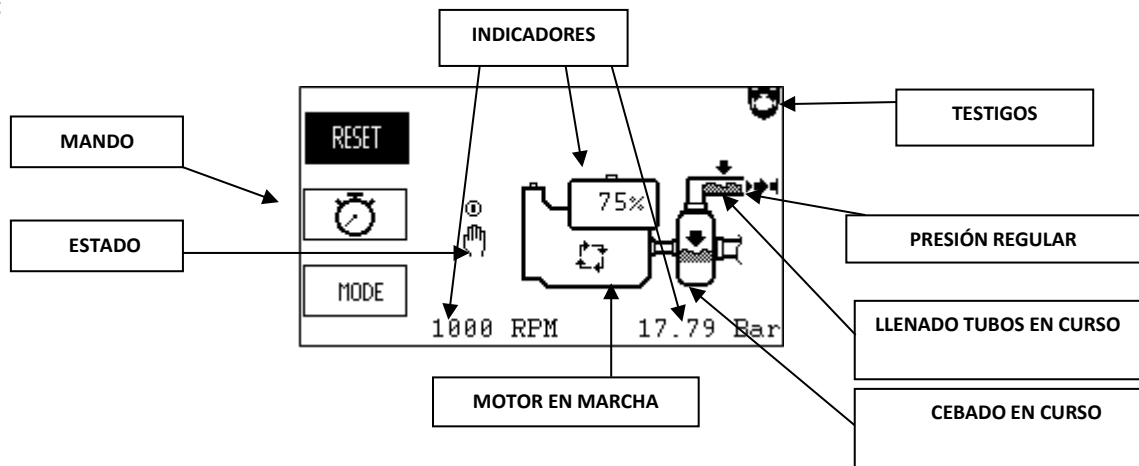 INDICADORES
TESTIGOS
MANDO
RESET
75%
ESTADO
PRESIÓN REGULAR
MODE
LLENADO TUBOS EN CURSO
1000 RPM
17.79 Bar
MOTOR EN MARCHA
CEBADO EN CURSO